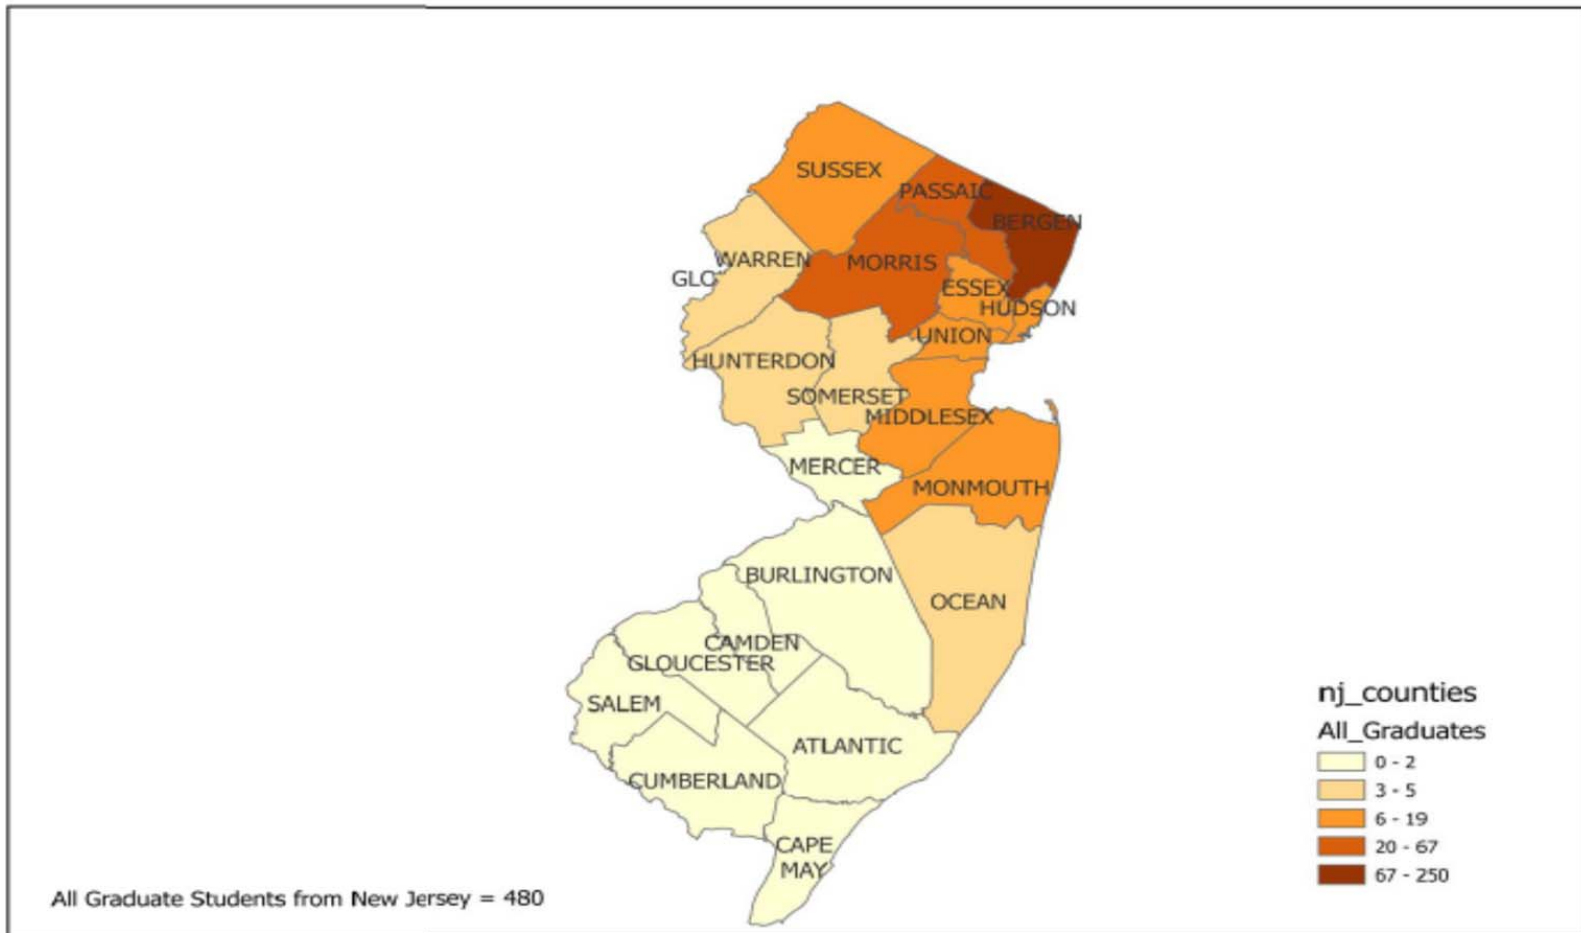 SUSSEX
PASSAIC
BERGEN
WARREN
MORRIS
GLO
ESSEX
HUDSON
UNION
HUNTERDON
SOMERSET
MIDDLESEX
MERCER
MONMOUTH
BURLINGTON
OCEAN
CAMDEN
GLOUCESTER
SALEM
ATLANTIC
CUMBERLAND
CAPE
MAY
nj_counties
All_Graduates
0 - 2
3 - 5
6 - 19
20 - 67
67 - 250
All Graduate Students from New Jersey = 480